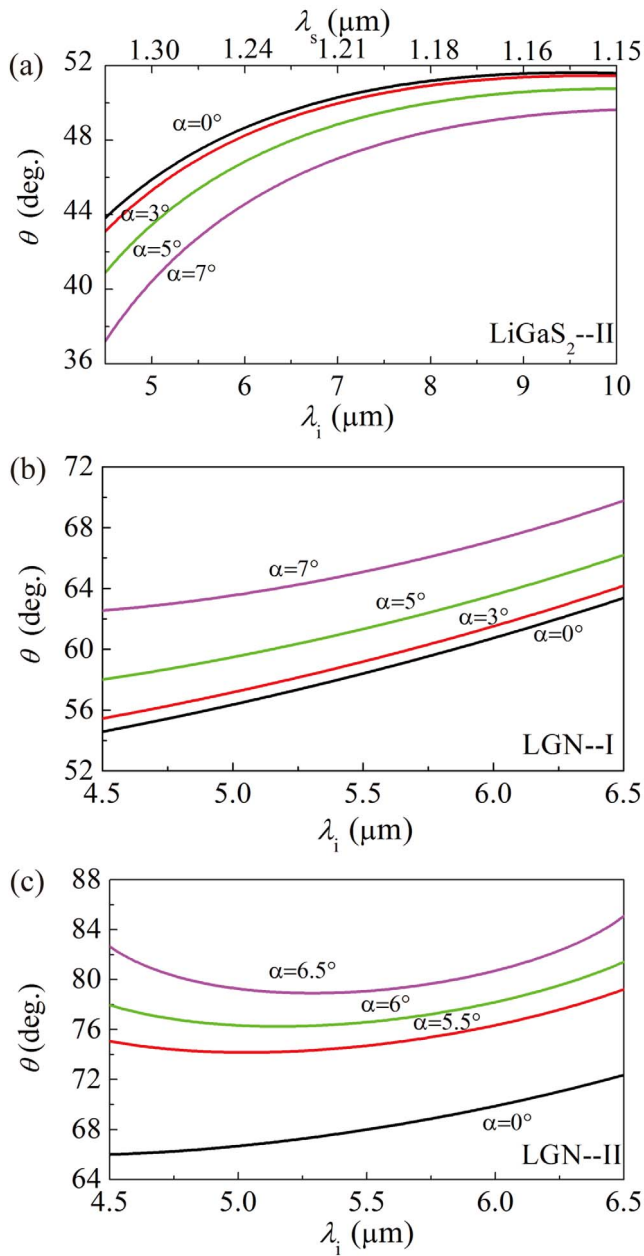 λs (µm)
(a) 1.30 1.24 1.21 1.18 1.16 1.15
52
α=0°
48
θ (deg.)
44
α=3°
α=5°
40
α=7°
LiGaS2--II
36
5 6 7 8 9 10
λi (µm)
(b)
72
68
α=7°
64
α=5°
θ (deg.)
α=3°
60
α=0°
56
LGN--I
52
4.5 5.0 5.5 6.0 6.5
λi (µm)
(c)
88
84
α=6.5°
80
α=6°
θ (deg.)
α=5.5°
76
72
α=0°
68
LGN--II
64
4.5 5.0 5.5 6.0 6.5
λi (µm)